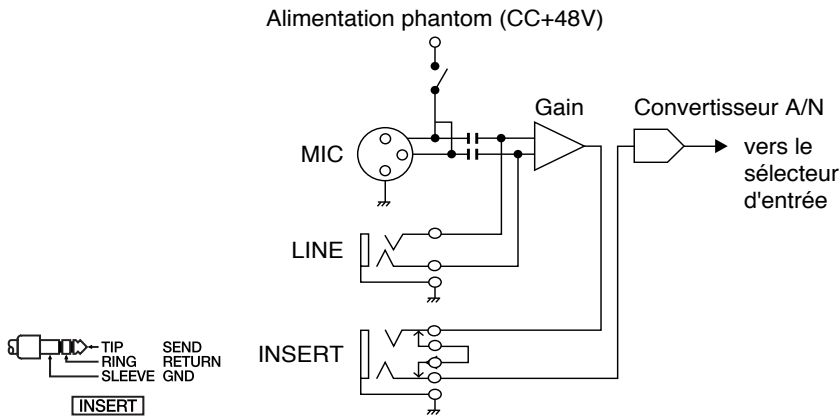 Alimentation phantom (CC+48V)
Gain
Convertisseur A/N
MIC
vers le
sélecteur
d'entrée
LINE
INSERT
TIP SEND
RING RETURN
SLEEVE GND
INSERT